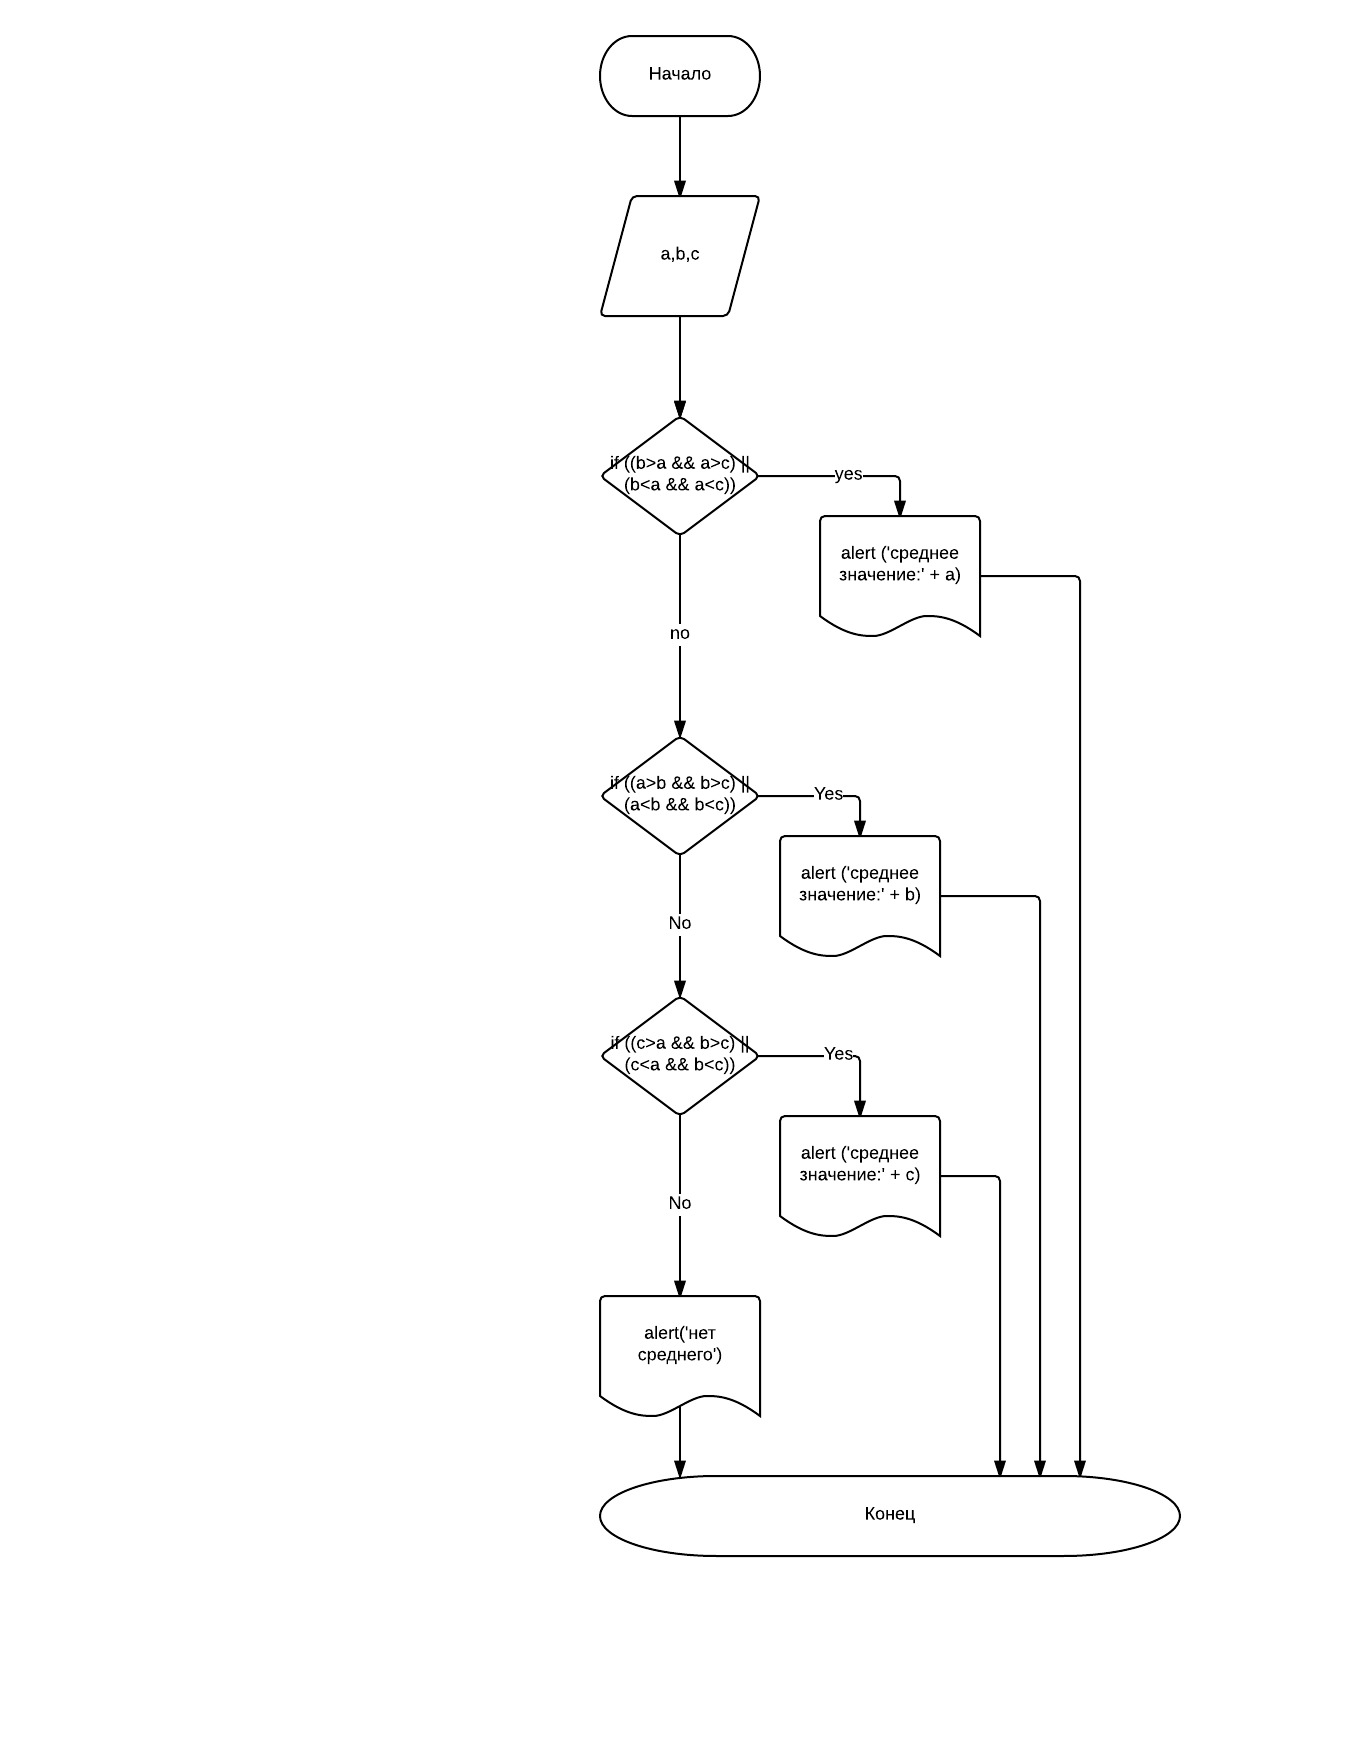 Начало
a,b,c
if ((b>a && a>c) ||
(b<a && a<c))
yes
alert ('среднее
значение:' + a)
no
if ((a>b && b>c) ||
(a<b && b<c))
Yes
alert ('среднее
значение:' + b)
No
if ((c>a && b>c) ||
(c<a && b<c))
Yes
alert ('среднее
значение:' + c)
No
alert('нет
среднего')
Конец